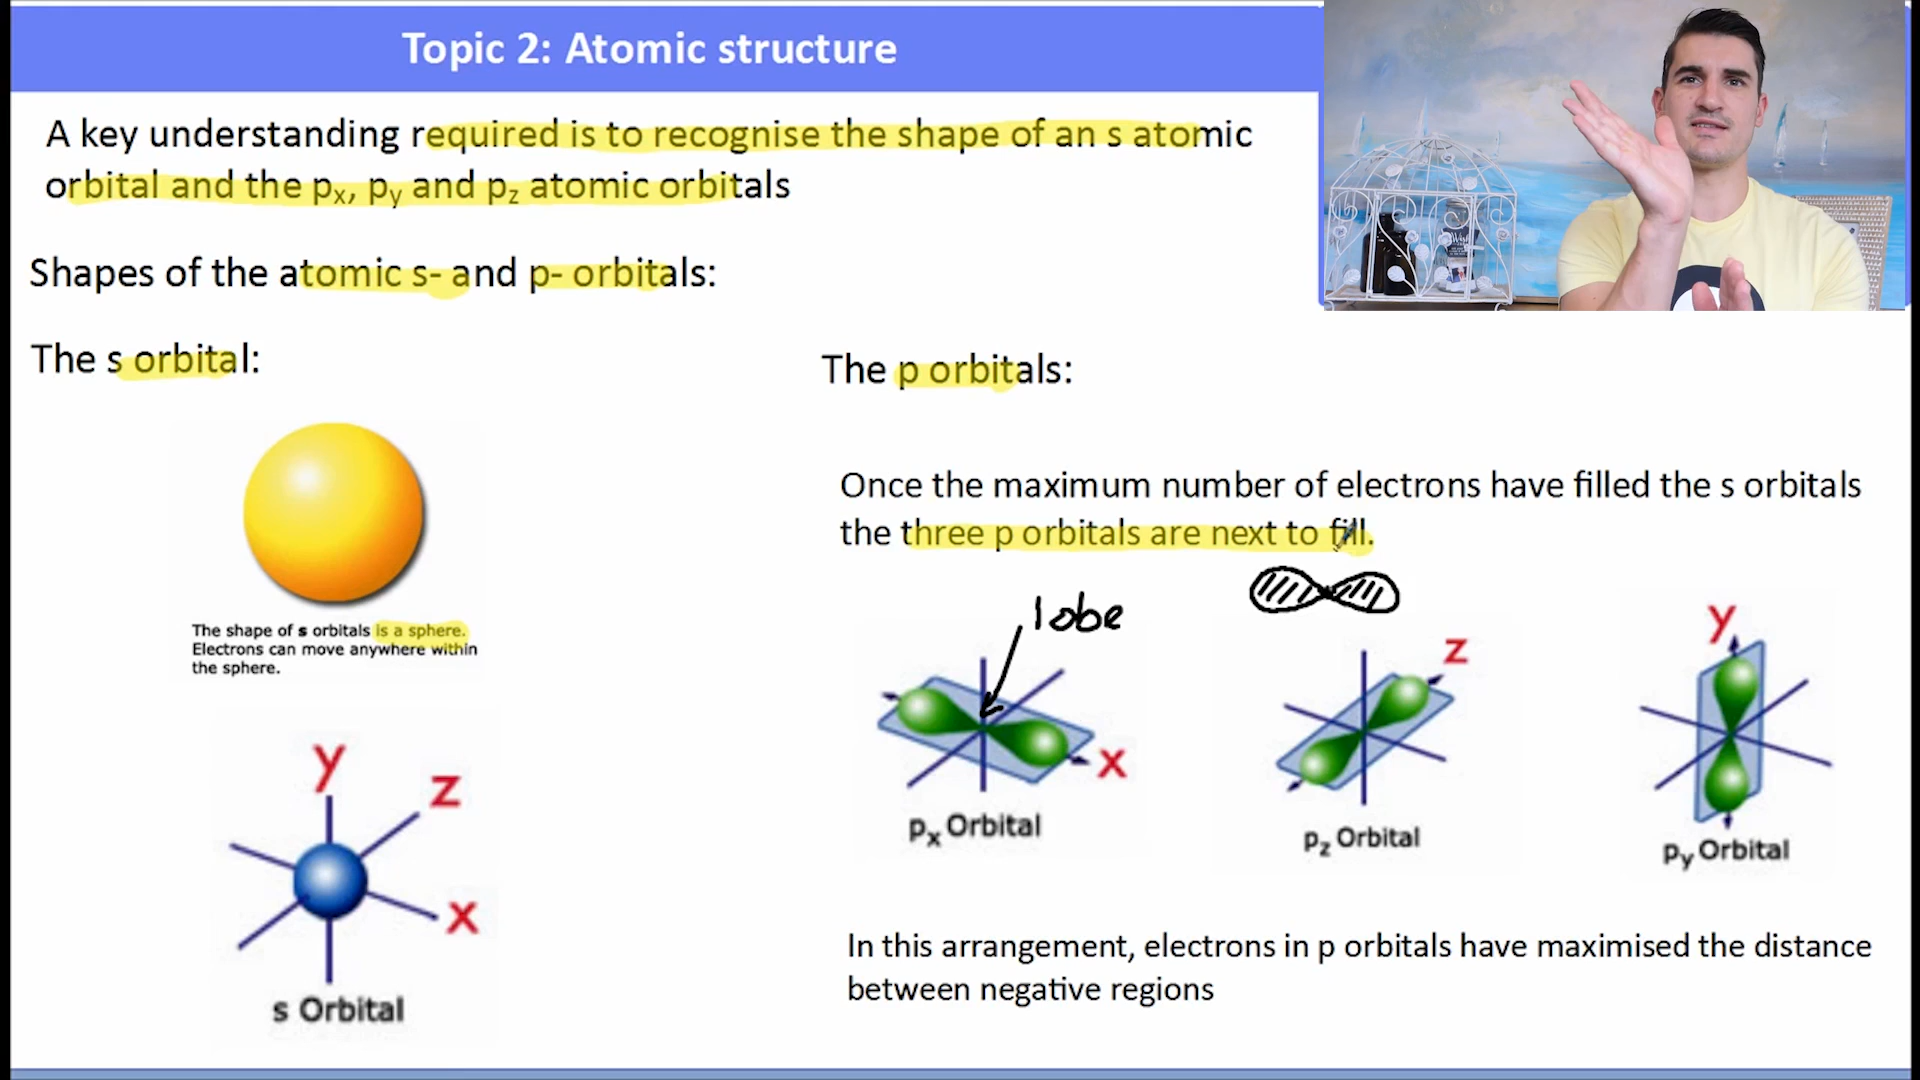 Topic 2: Atomic structure
A key understanding required is to recognise the shape of an s atomic
orbital and the pₓ, pᵧ and p_z atomic orbitals
Shapes of the atomic s- and p- orbitals:
The s orbital:
The shape of s orbitals is a sphere.
Electrons can move anywhere within
the sphere.
y
z
x
s Orbital
The p orbitals:
Once the maximum number of electrons have filled the s orbitals
the three p orbitals are next to fill.
lobe
x
pₓ Orbital
z
p_z Orbital
y
pᵧ Orbital
In this arrangement, electrons in p orbitals have maximised the distance
between negative regions